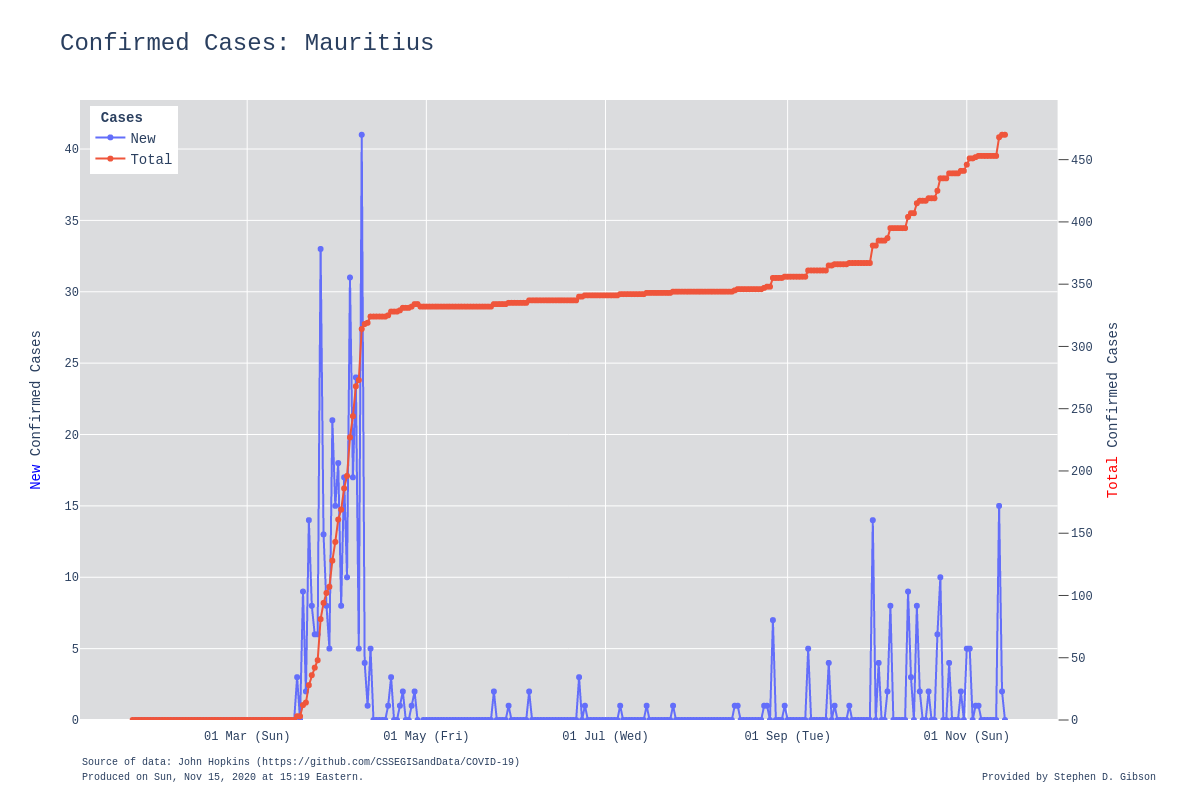 Confirmed Cases: Mauritius
Cases
New
Total
40
35
30
25
20
15
10
5
0
New Confirmed Cases
450
400
350
300
250
200
150
100
50
0
Total Confirmed Cases
01 Mar (Sun) 01 May (Fri) 01 Jul (Wed) 01 Sep (Tue) 01 Nov (Sun)
Source of data: John Hopkins (https://github.com/CSSEGISandData/COVID-19)
Produced on Sun, Nov 15, 2020 at 15:19 Eastern.
Provided by Stephen D. Gibson